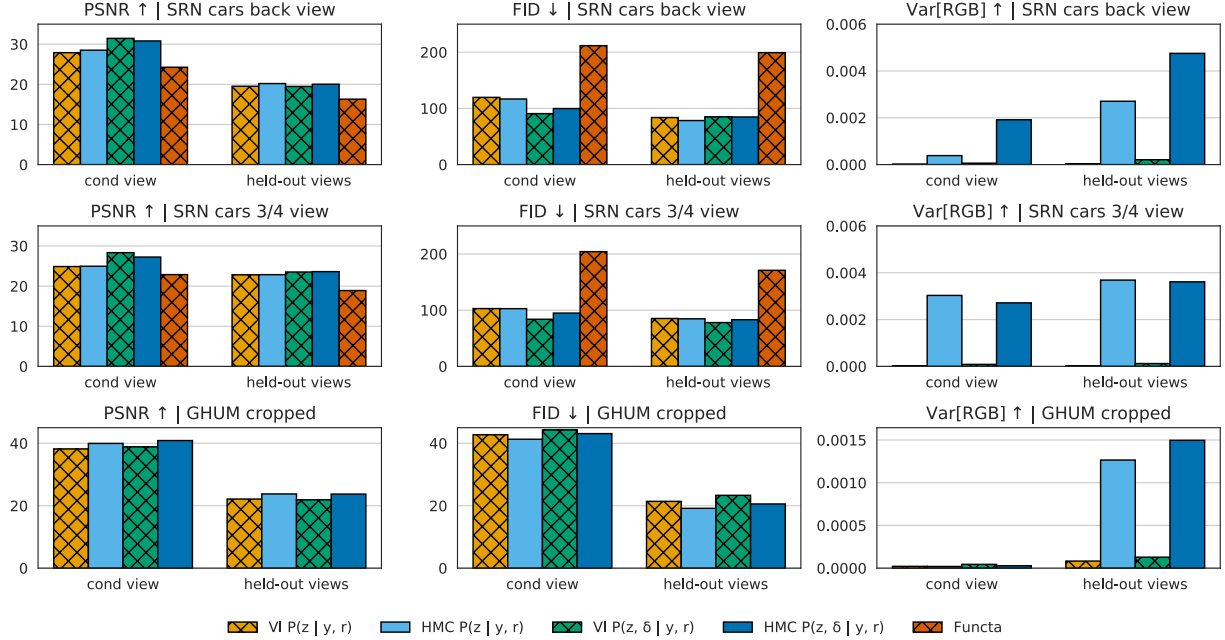 PSNR ↑ | SRN cars back view
30
20
10
0
cond view
held-out views
FID ↓ | SRN cars back view
200
100
0
cond view
held-out views
Var[RGB] ↑ | SRN cars back view
0.006
0.004
0.002
0.000
cond view
held-out views
PSNR ↑ | SRN cars 3/4 view
30
20
10
0
cond view
held-out views
FID ↓ | SRN cars 3/4 view
200
100
0
cond view
held-out views
Var[RGB] ↑ | SRN cars 3/4 view
0.006
0.004
0.002
0.000
cond view
held-out views
PSNR ↑ | GHUM cropped
40
20
0
cond view
held-out views
FID ↓ | GHUM cropped
40
20
0
cond view
held-out views
Var[RGB] ↑ | GHUM cropped
0.0015
0.0010
0.0005
0.0000
cond view
held-out views
VI P(z | y, r)
HMC P(z | y, r)
VI P(z, δ | y, r)
HMC P(z, δ | y, r)
Functa